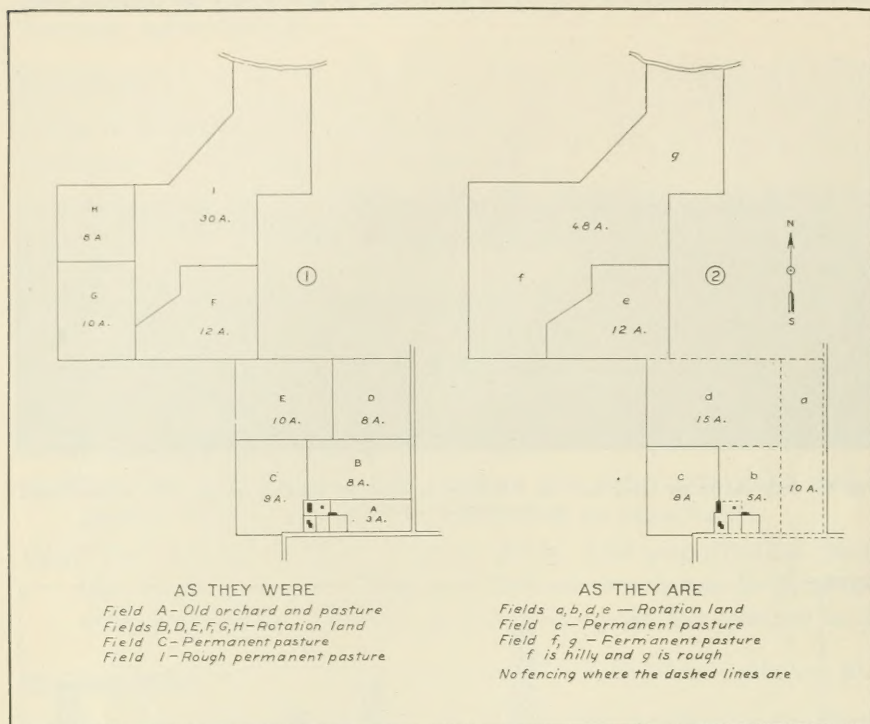 I
30 A.
H
8 A
G
10 A.
F
12 A.
1
E
10 A.
D
8 A.
C
9 A.
B
8 A.
A
3 A.
AS THEY WERE
Field A – Old orchard and pasture
Fields B, D, E, F, G, H – Rotation land
Field C – Permanent pasture
Field I – Rough permanent pasture
g
48 A.
f
e
12 A.
2
N
S
d
15 A.
a
10 A.
c
8 A
b
5 A.
AS THEY ARE
Fields a, b, d, e — Rotation land
Field c – Permanent pasture
Field f, g – Permanent pasture
f is hilly and g is rough
No fencing where the dashed lines are